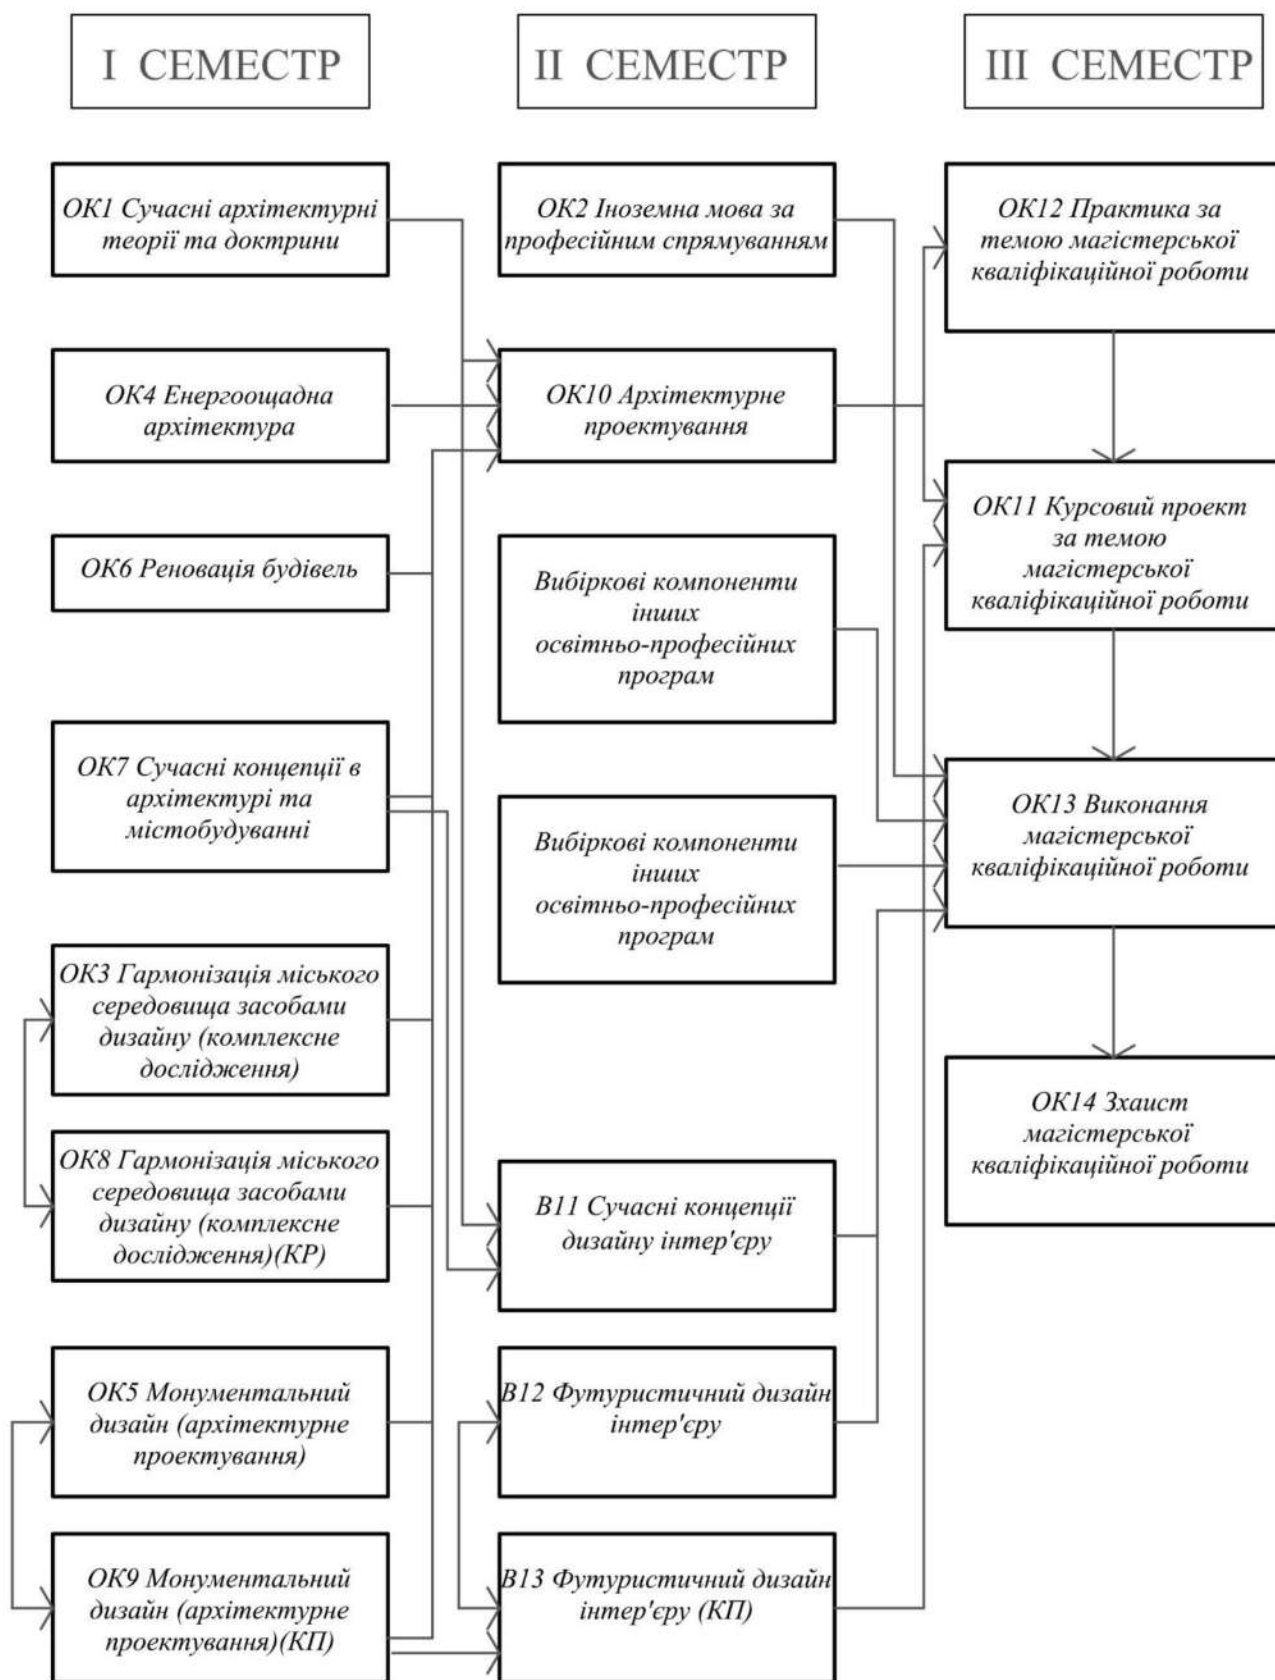 І СЕМЕСТР
ІІ СЕМЕСТР
ІІІ СЕМЕСТР
ОК1 Сучасні архітектурні
теорії та доктрини
ОК4 Енергоощадна
архітектура
ОК6 Реновація будівель
ОК7 Сучасні концепції в
архітектурі та
містобудуванні
ОК3 Гармонізація міського
середовища засобами
дизайну (комплексне
дослідження)
ОК8 Гармонізація міського
середовища засобами
дизайну (комплексне
дослідження)(КР)
ОК5 Монументальний
дизайн (архітектурне
проектування)
ОК9 Монументальний
дизайн (архітектурне
проектування)(КП)
ОК2 Іноземна мова за
професійним спрямуванням
ОК10 Архітектурне
проектування
Вибіркові компоненти
інших
освітньо-професійних
програм
Вибіркові компоненти
інших
освітньо-професійних
програм
В11 Сучасні концепції
дизайну інтер'єру
В12 Футуристичний дизайн
інтер'єру
В13 Футуристичний дизайн
інтер'єру (КП)
ОК12 Практика за
темою магістерської
кваліфікаційної роботи
ОК11 Курсовий проект
за темою
магістерської
кваліфікаційної роботи
ОК13 Виконання
магістерської
кваліфікаційної роботи
ОК14 Зхаист
магістерської
кваліфікаційної роботи